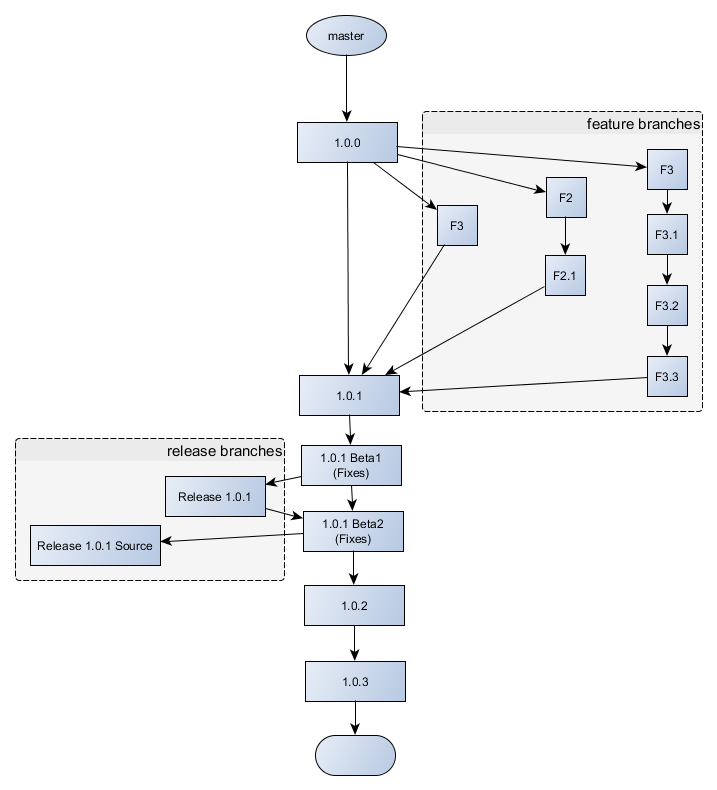 master
feature branches
1.0.0
F3
F2
F3
F3.1
F2.1
F3.2
F3.3
1.0.1
release branches
1.0.1 Beta1
(Fixes)
Release 1.0.1
1.0.1 Beta2
(Fixes)
Release 1.0.1 Source
1.0.2
1.0.3